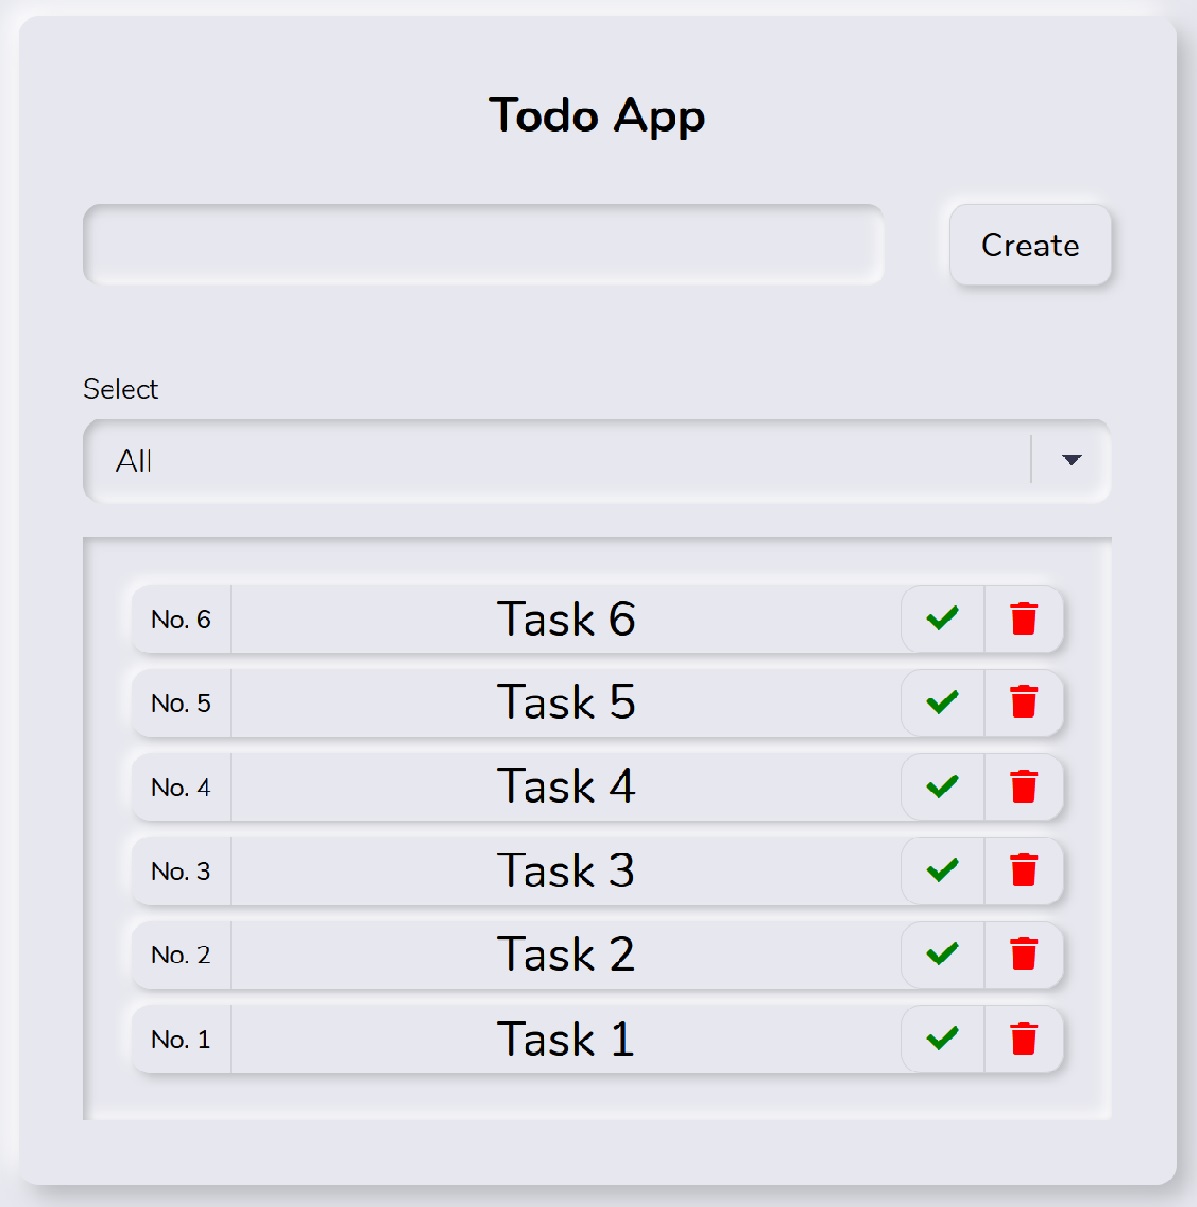 Todo App
Create
Select
All
No. 6 Task 6
No. 5 Task 5
No. 4 Task 4
No. 3 Task 3
No. 2 Task 2
No. 1 Task 1